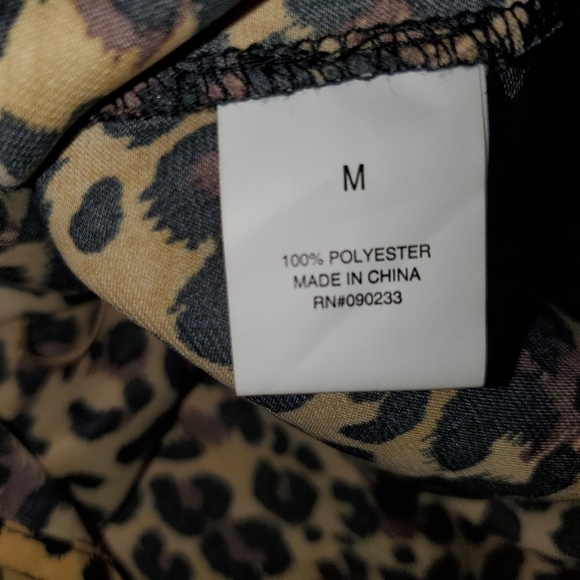 M
100% POLYESTER
MADE IN CHINA
RN#090233